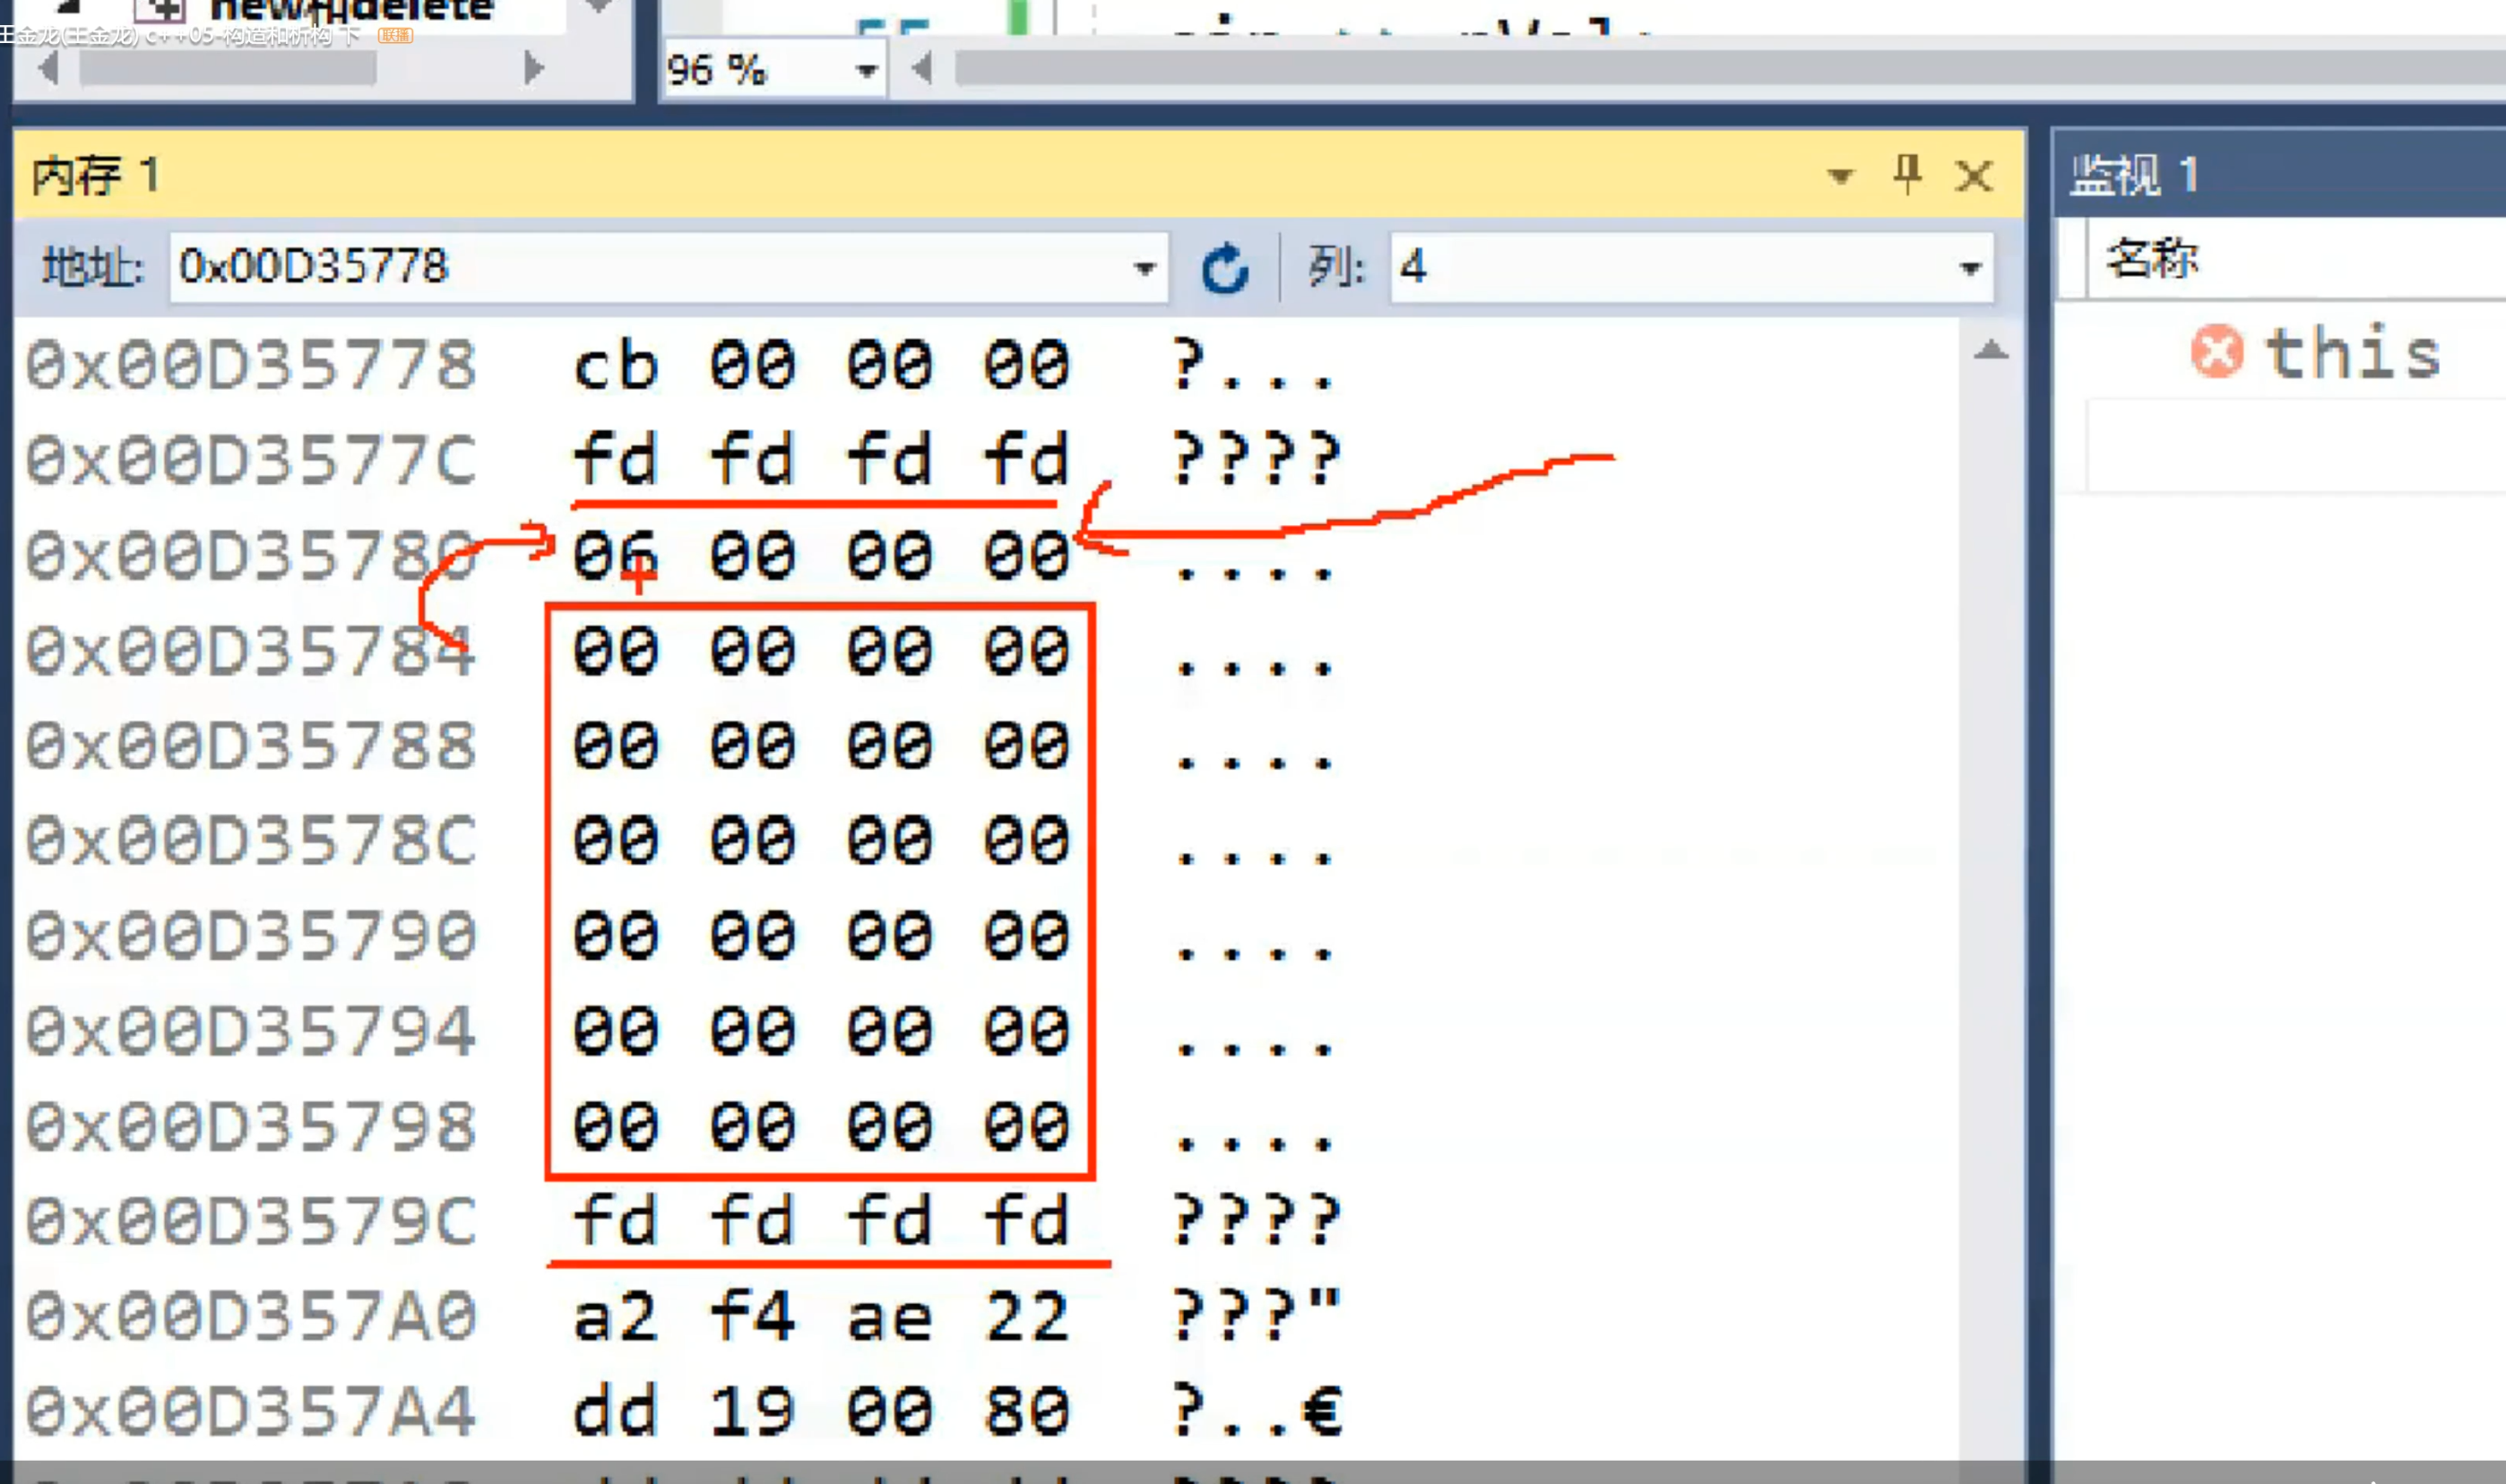 new和delete
王金龙(王金龙) c++05-构造和析构 下 联播
96 %
内存 1
监视 1
地址: 0x00D35778 列: 4
名称
0x00D35778 cb 00 00 00 ?...
this
0x00D3577C fd fd fd fd ????
0x00D35780 06 00 00 00 ....
0x00D35784 00 00 00 00 ....
0x00D35788 00 00 00 00 ....
0x00D3578C 00 00 00 00 ....
0x00D35790 00 00 00 00 ....
0x00D35794 00 00 00 00 ....
0x00D35798 00 00 00 00 ....
0x00D3579C fd fd fd fd ????
0x00D357A0 a2 f4 ae 22 ???"
0x00D357A4 dd 19 00 80 ?..€